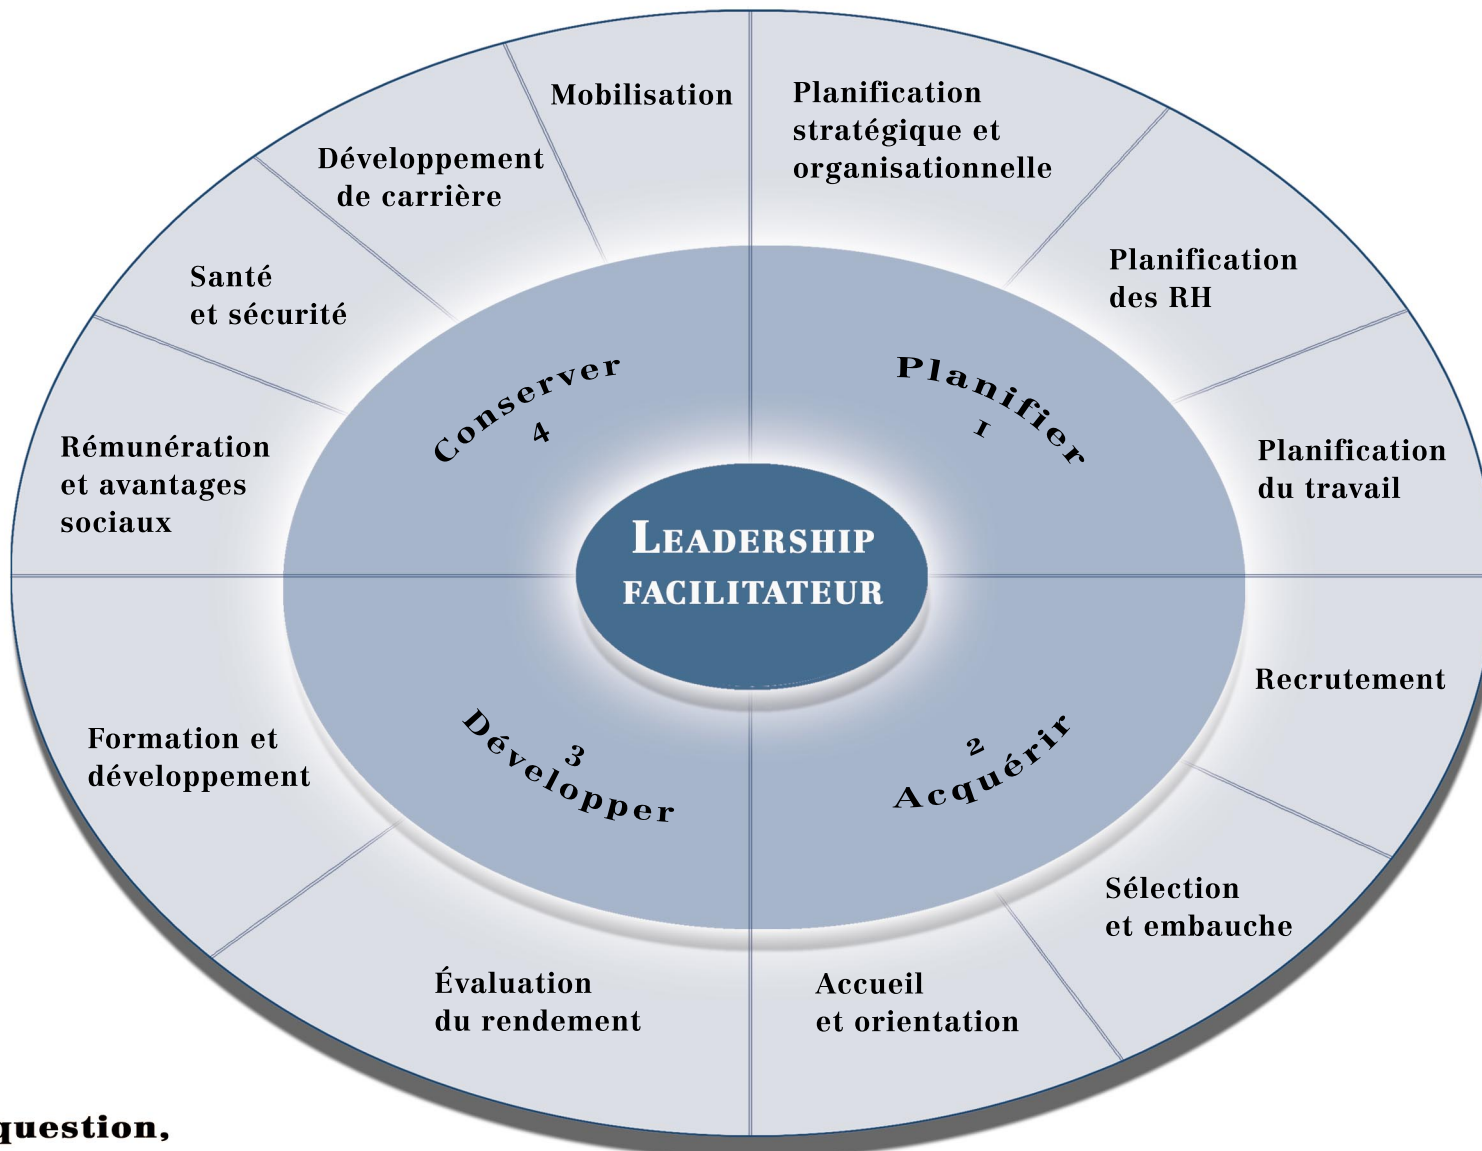 Mobilisation
Planification
stratégique et
organisationnelle
Développement
de carrière
Planification
des RH
Santé
et sécurité
Conserver
4
Planifier
1
Rémunération
et avantages
sociaux
Planification
du travail
LEADERSHIP
FACILITATEUR
Recrutement
Formation et
développement
3
Développer
2
Acquérir
Sélection
et embauche
Évaluation
du rendement
Accueil
et orientation
question,